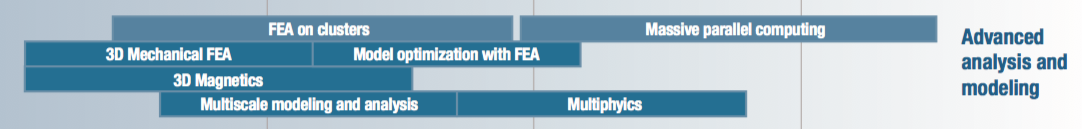 FEA on clusters
Massive parallel computing
3D Mechanical FEA
Model optimization with FEA
3D Magnetics
Multiscale modeling and analysis
Multiphyics
Advanced
analysis and
modeling